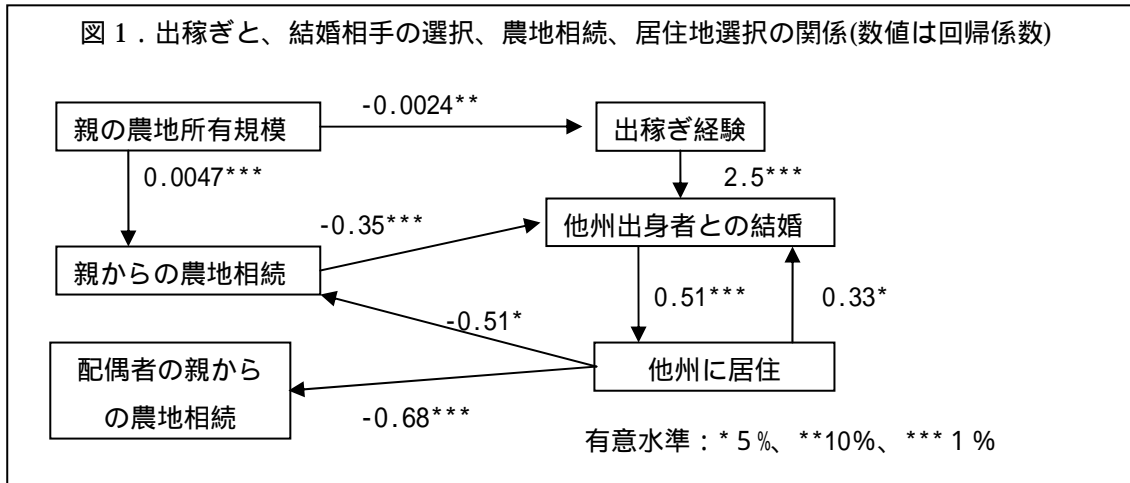 図１．出稼ぎと、結婚相手の選択、農地相続、居住地選択の関係(数値は回帰係数)
-0.0024**
親の農地所有規模
出稼ぎ経験
0.0047***
2.5***
-0.35***
他州出身者との結婚
親からの農地相続
0.51***
0.33*
-0.51*
配偶者の親から
の農地相続
他州に居住
-0.68***
有意水準：* 5 %、**10%、*** 1 %